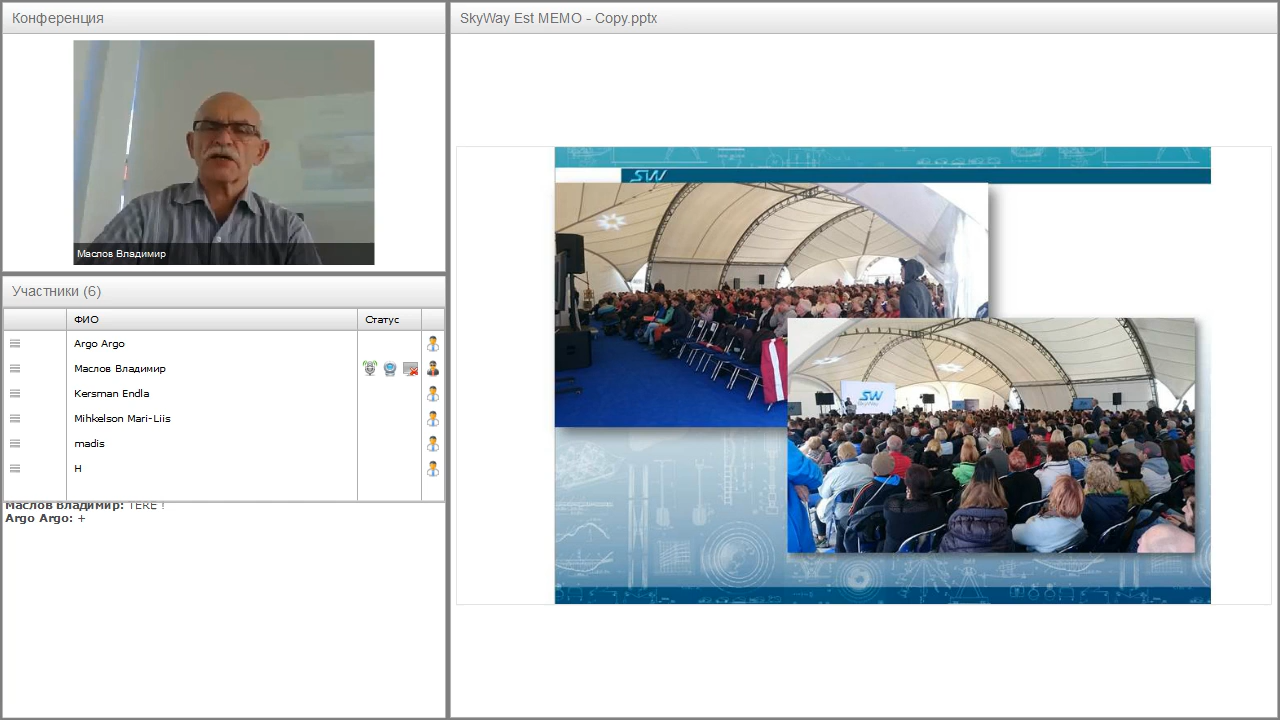 Конференция
Маслов Владимир
Участники (6)
ФИО Статус
Argo Argo
Маслов Владимир
Kersman Endla
Mihkelson Mari-Liis
madis
H
Маслов Владимир: TERE !
Argo Argo: +
SkyWay Est MEMO - Copy.pptx
SW
SW
SkyWay